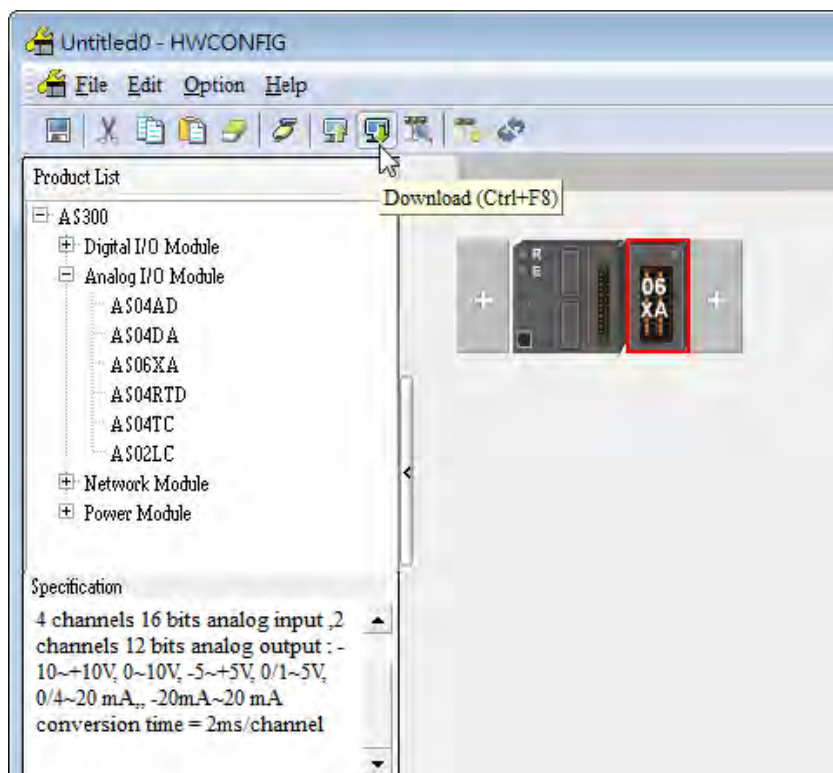 Untitled0 - HWCONFIG
File Edit Option Help
Product List
Download (Ctrl+F8)
AS300
Digital I/O Module
Analog I/O Module
AS04AD
AS04DA
AS06XA
AS04RTD
AS04TC
AS02LC
Network Module
Power Module
R
E
06
XA
Specification
4 channels 16 bits analog input ,2
channels 12 bits analog output : -
10~+10V, 0~10V, -5~+5V, 0/1~5V,
0/4~20 mA,, -20mA~20 mA
conversion time = 2ms/channel